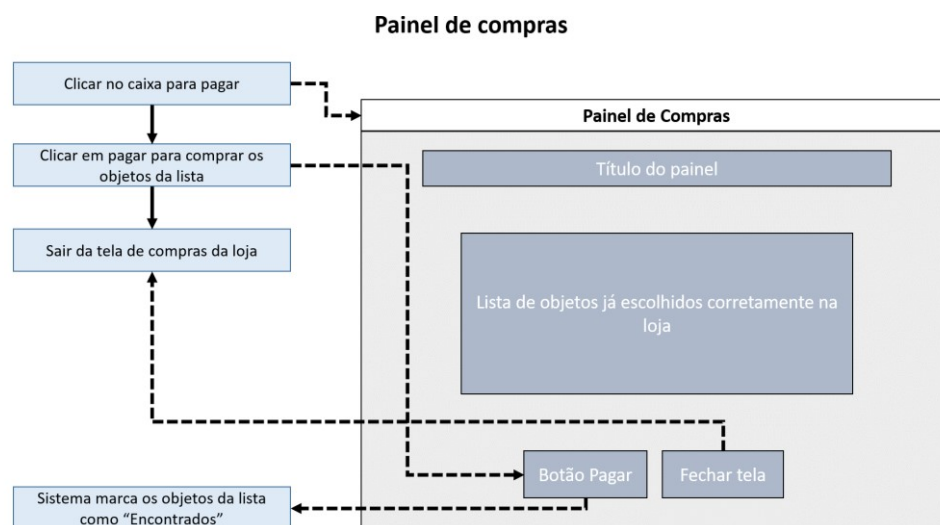 Painel de compras
Clicar no caixa para pagar
Painel de Compras
Clicar em pagar para comprar os
objetos da lista
Título do painel
Sair da tela de compras da loja
Lista de objetos já escolhidos corretamente na
loja
Botão Pagar
Fechar tela
Sistema marca os objetos da lista
como “Encontrados”